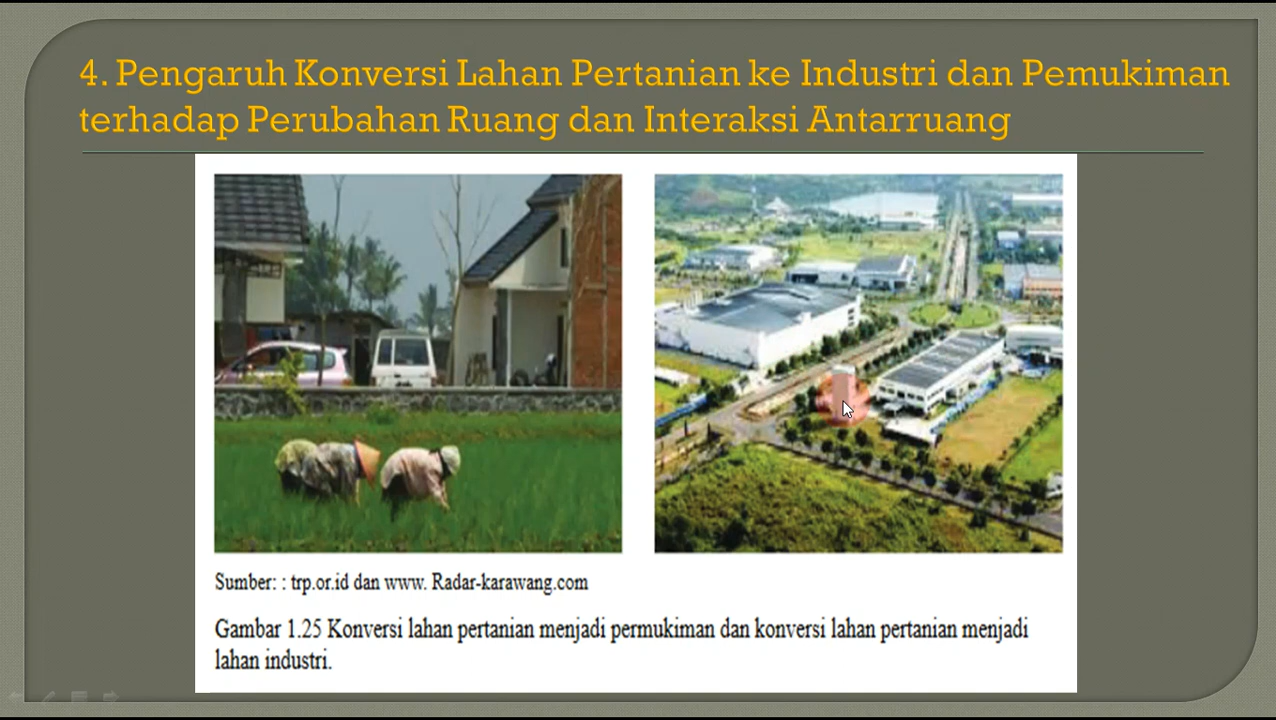 4. Pengaruh Konversi Lahan Pertanian ke Industri dan Pemukiman
terhadap Perubahan Ruang dan Interaksi Antarruang
Sumber: : trp.or.id dan www. Radar-karawang.com
Gambar 1.25 Konversi lahan pertanian menjadi permukiman dan konversi lahan pertanian menjadi
lahan industri.